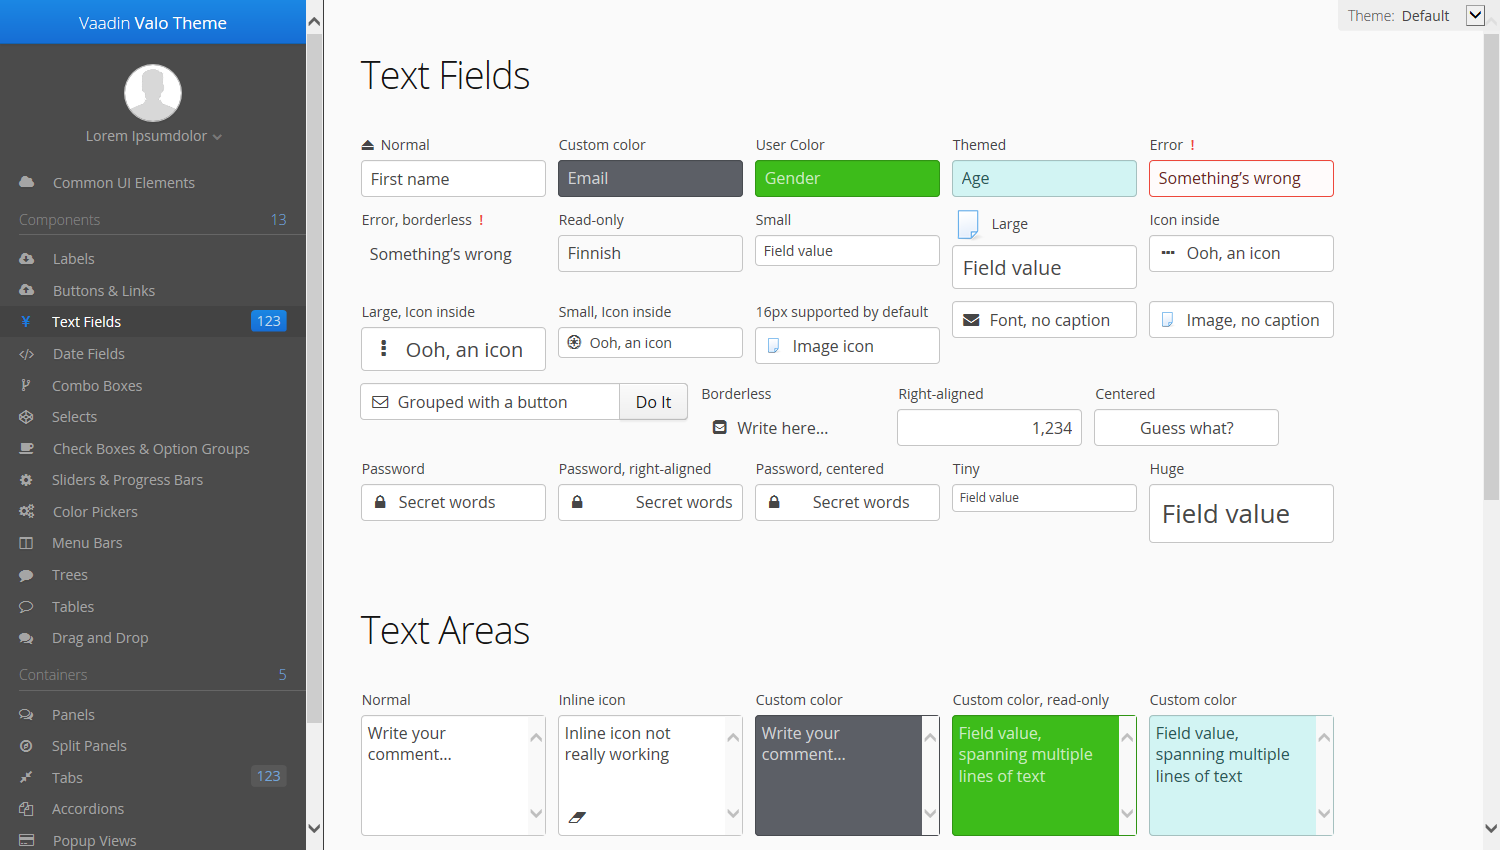 Vaadin Valo Theme
Lorem Ipsumdolor
Common UI Elements
Components 13
Labels
Buttons & Links
Text Fields 123
Date Fields
Combo Boxes
Selects
Check Boxes & Option Groups
Sliders & Progress Bars
Color Pickers
Menu Bars
Trees
Tables
Drag and Drop
Containers 5
Panels
Split Panels
Tabs 123
Accordions
Popup Views
Theme: Default
Text Fields
Normal Custom color User Color Themed Error !
First name Email Gender Age Something's wrong
Error, borderless ! Read-only Small Large Icon inside
Something's wrong Finnish Field value Field value Ooh, an icon
Large, Icon inside Small, Icon inside 16px supported by default Font, no caption Image, no caption
Ooh, an icon Ooh, an icon Image icon
Grouped with a button Do It Borderless Right-aligned Centered
Write here... 1,234 Guess what?
Password Password, right-aligned Password, centered Tiny Huge
Secret words Secret words Secret words Field value Field value
Text Areas
Normal Inline icon Custom color Custom color, read-only Custom color
Write your Inline icon not Write your Field value, Field value,
comment... really working comment... spanning multiple spanning multiple
lines of text lines of text